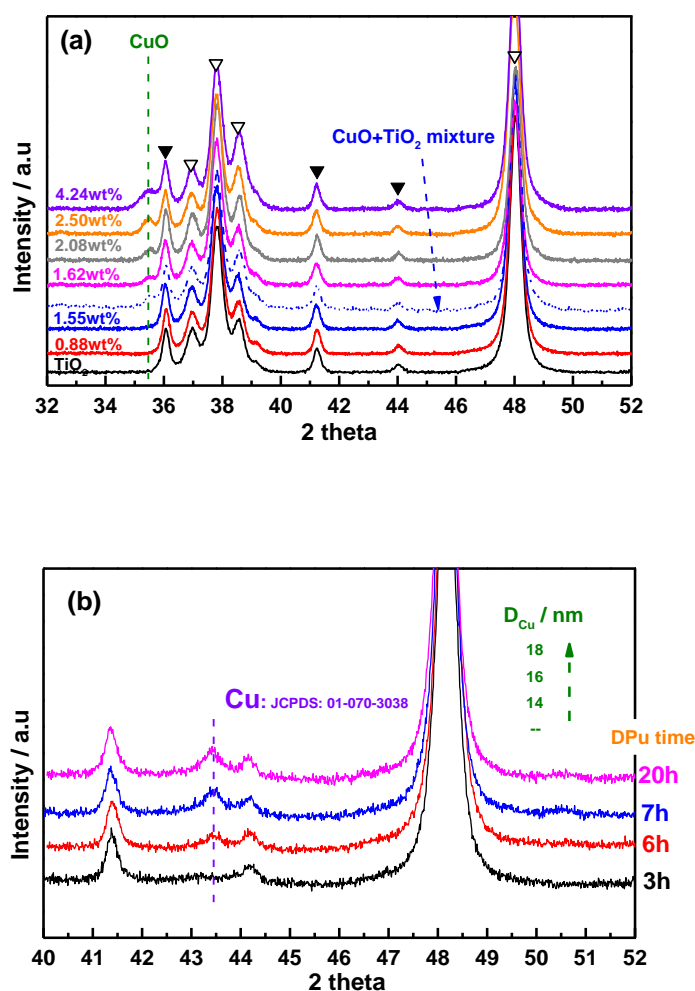 (a)
CuO
CuO+TiO₂ mixture
4.24wt%
2.50wt%
2.08wt%
1.62wt%
1.55wt%
0.88wt%
TiO₂
Intensity / a.u
32 34 36 38 40 42 44 46 48 50 52
2 theta
(b)
D_Cu / nm
18
16
14
--
Cu: JCPDS: 01-070-3038
DPu time
20h
7h
6h
3h
Intensity / a.u
40 41 42 43 44 45 46 47 48 49 50 51 52
2 theta